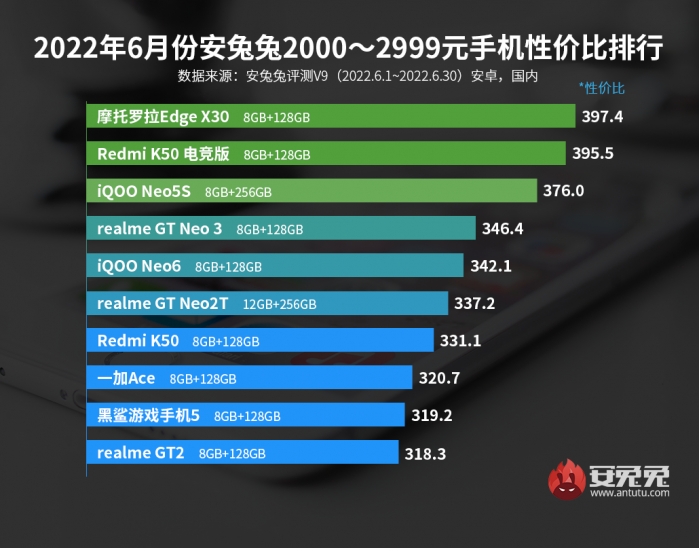 2022年6月份安兔兔2000～2999元手机性价比排行
数据来源：安兔兔评测V9（2022.6.1~2022.6.30）安卓，国内
*性价比
摩托罗拉Edge X30 8GB+128GB 397.4
Redmi K50 电竞版 8GB+128GB 395.5
iQOO Neo5S 8GB+256GB 376.0
realme GT Neo 3 8GB+128GB 346.4
iQOO Neo6 8GB+128GB 342.1
realme GT Neo2T 12GB+256GB 337.2
Redmi K50 8GB+128GB 331.1
一加Ace 8GB+128GB 320.7
黑鲨游戏手机5 8GB+128GB 319.2
realme GT2 8GB+128GB 318.3
安兔兔
www.antutu.com